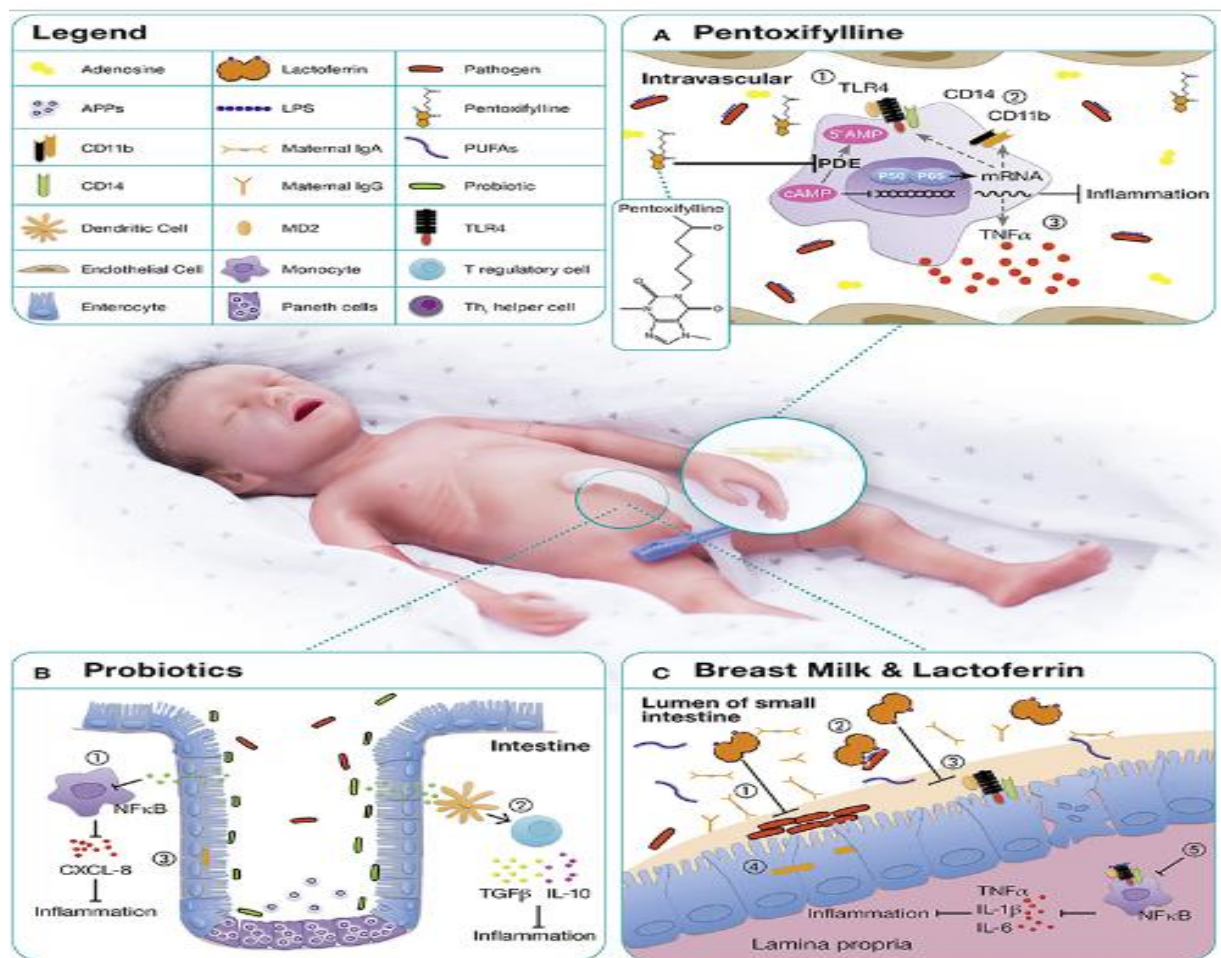 Legend
Adenosine
Lactoferrin
Pathogen
APPs
LPS
Pentoxifylline
CD11b
Maternal IgA
PUFAs
CD14
Maternal IgG
Probiotic
Dendritic Cell
MD2
TLR4
Endothelial Cell
Monocyte
T regulatory cell
Enterocyte
Paneth cells
Th, helper cell
A Pentoxifylline
Intravascular
①
TLR4
CD14
②
CD11b
5' AMP
PDE
P50 P65
mRNA
cAMP
Inflammation
TNFα
③
Pentoxifylline
O
O
O
N
N
N
N
B Probiotics
Intestine
①
NFκB
CXCL-8
Inflammation
③
②
TGFβ IL-10
Inflammation
C Breast Milk & Lactoferrin
Lumen of small
intestine
①
②
③
④
⑤
TNFα
IL-1β
IL-6
Inflammation
NFκB
Lamina propria